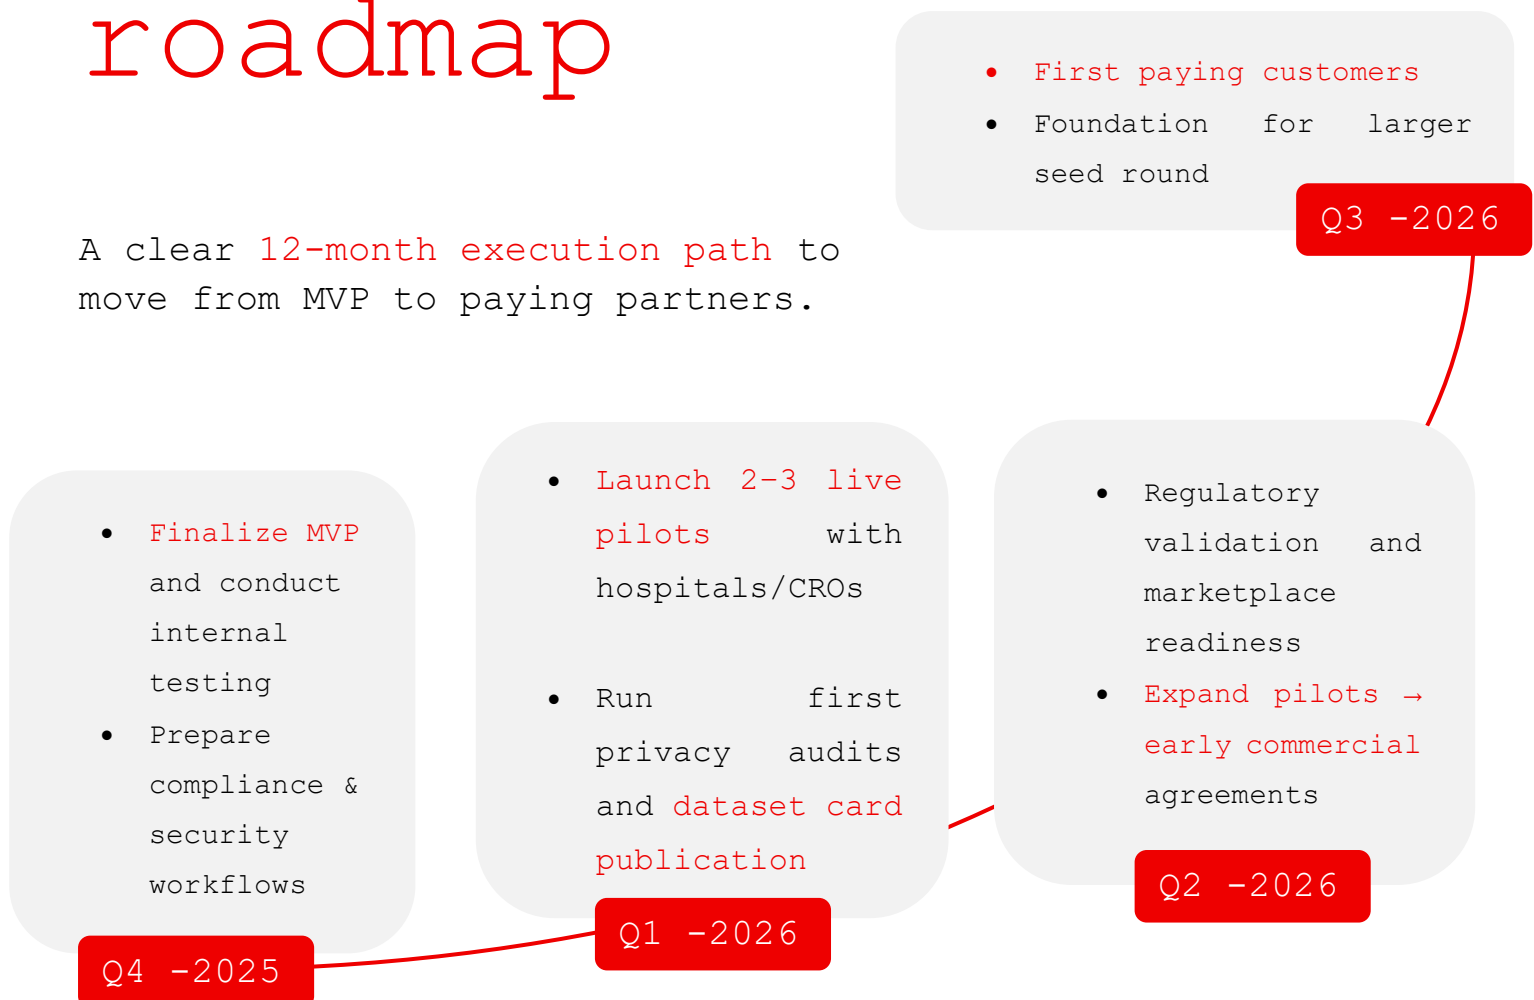 roadmap
A clear 12-month execution path to
move from MVP to paying partners.
• Finalize MVP
and conduct
internal
testing
• Prepare
compliance &
security
workflows
Q4 -2025
• Launch 2–3 live
pilots with
hospitals/CROs
• Run first
privacy audits
and dataset card
publication
Q1 -2026
• Regulatory
validation and
marketplace
readiness
• Expand pilots →
early commercial
agreements
Q2 -2026
• First paying customers
• Foundation for larger
seed round
Q3 -2026